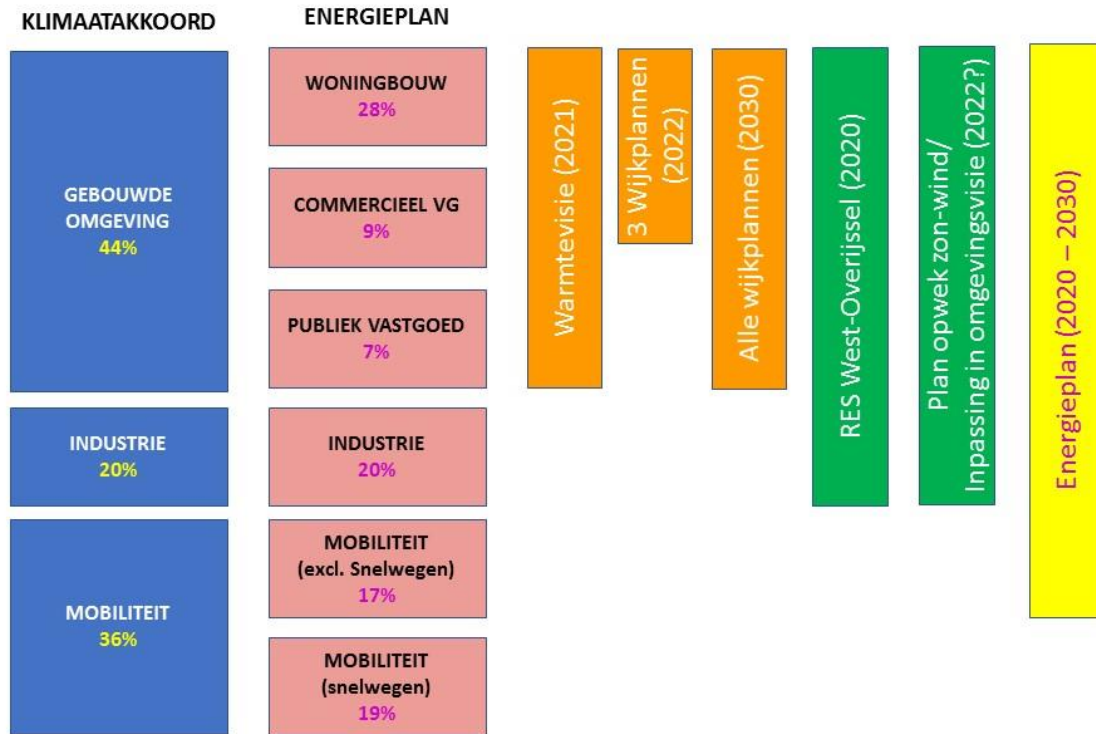 KLIMAATAKKOORD
ENERGIEPLAN
GEBOUWDE
OMGEVING
44%
INDUSTRIE
20%
MOBILITEIT
36%
WONINGBOUW
28%
COMMERCIEEL VG
9%
PUBLIEK VASTGOED
7%
INDUSTRIE
20%
MOBILITEIT
(excl. Snelwegen)
17%
MOBILITEIT
(snelwegen)
19%
Warmtevisie (2021)
3 Wijkplannen
(2022)
Alle wijkplannen (2030)
RES West-Overijssel (2020)
Plan opwek zon-wind/
Inpassing in omgevingsvisie (2022?)
Energieplan (2020 – 2030)